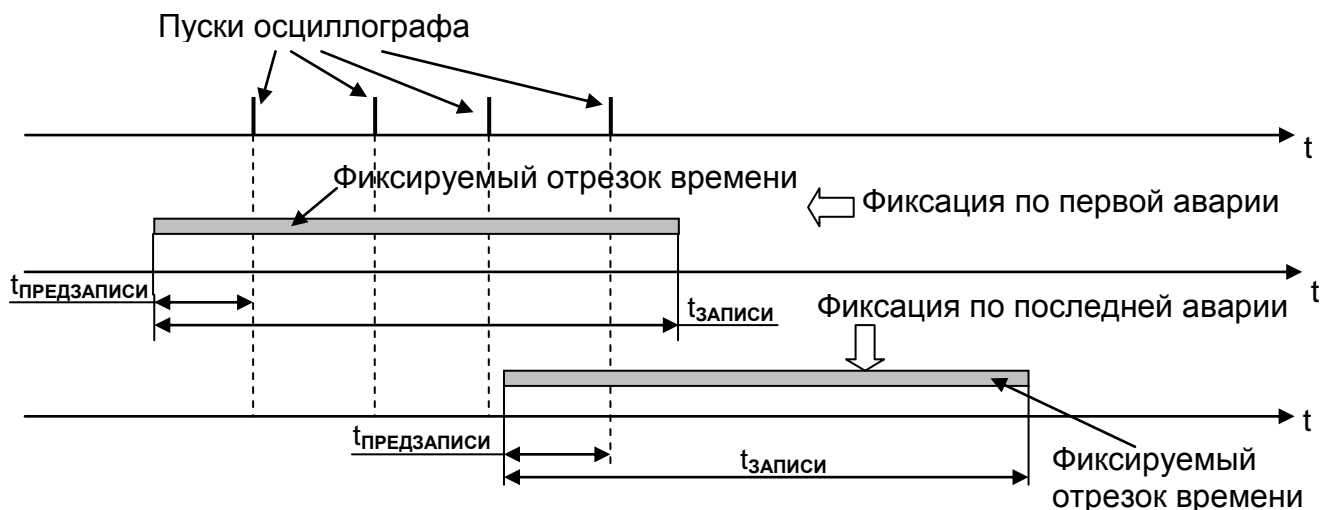 Пуски осциллографа
t
Фиксируемый отрезок времени
Фиксация по первой аварии
t
tПРЕДЗАПИСИ
tЗАПИСИ
Фиксация по последней аварии
t
tПРЕДЗАПИСИ
tЗАПИСИ
Фиксируемый
отрезок времени